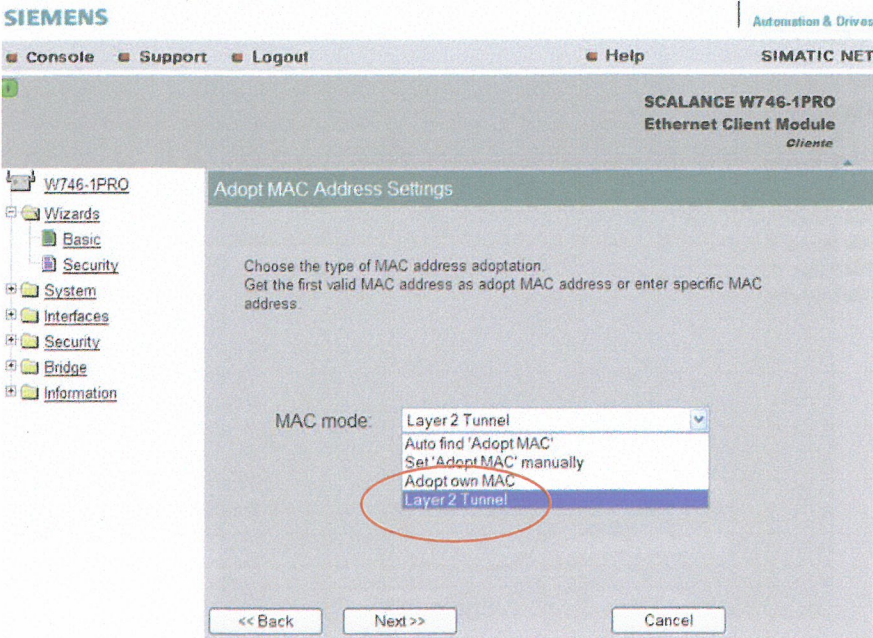 SIEMENS
Automation & Drives
Console Support Logout Help SIMATIC NET
SCALANCE W746-1PRO
Ethernet Client Module
Cliente
W746-1PRO
Wizards
Basic
Security
System
Interfaces
Security
Bridge
Information
Adopt MAC Address Settings
Choose the type of MAC address adoptation.
Get the first valid MAC address as adopt MAC address or enter specific MAC
address.
MAC mode: Layer 2 Tunnel
Auto find 'Adopt MAC'
Set 'Adopt MAC' manually
Adopt own MAC
Layer 2 Tunnel
<< Back Next >> Cancel